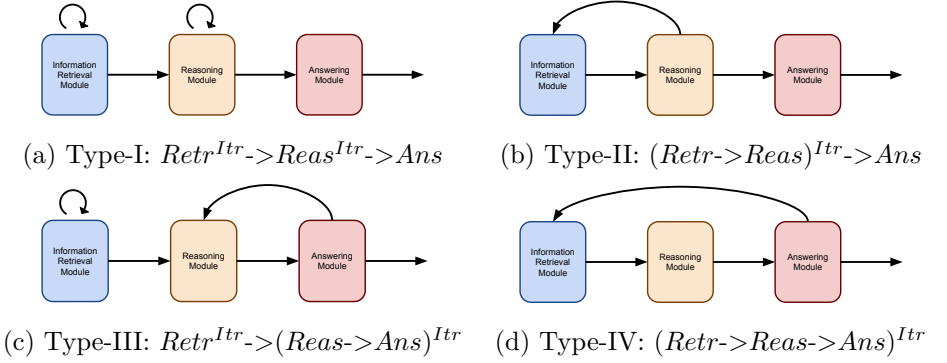 Information
Retrieval
Module
Reasoning
Module
Answering
Module
Information
Retrieval
Module
Reasoning
Module
Answering
Module
(a) Type-I: Retr^{Itr}->Reas^{Itr}->Ans
(b) Type-II: (Retr->Reas)^{Itr}->Ans
Information
Retrieval
Module
Reasoning
Module
Answering
Module
Information
Retrieval
Module
Reasoning
Module
Answering
Module
(c) Type-III: Retr^{Itr}->(Reas->Ans)^{Itr}
(d) Type-IV: (Retr->Reas->Ans)^{Itr}